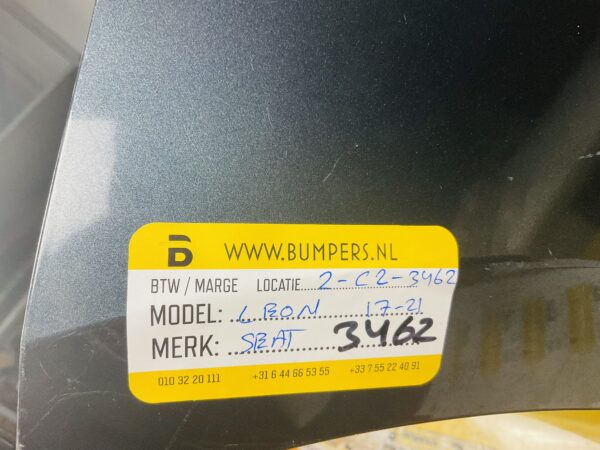 B WWW.BUMPERS.NL
BTW / MARGE LOCATIE 2-C2-3462
MODEL: LEON 17-21
MERK: SEAT 3462
010 32 20 111 +31 6 44 66 53 55 +33 7 55 22 40 91